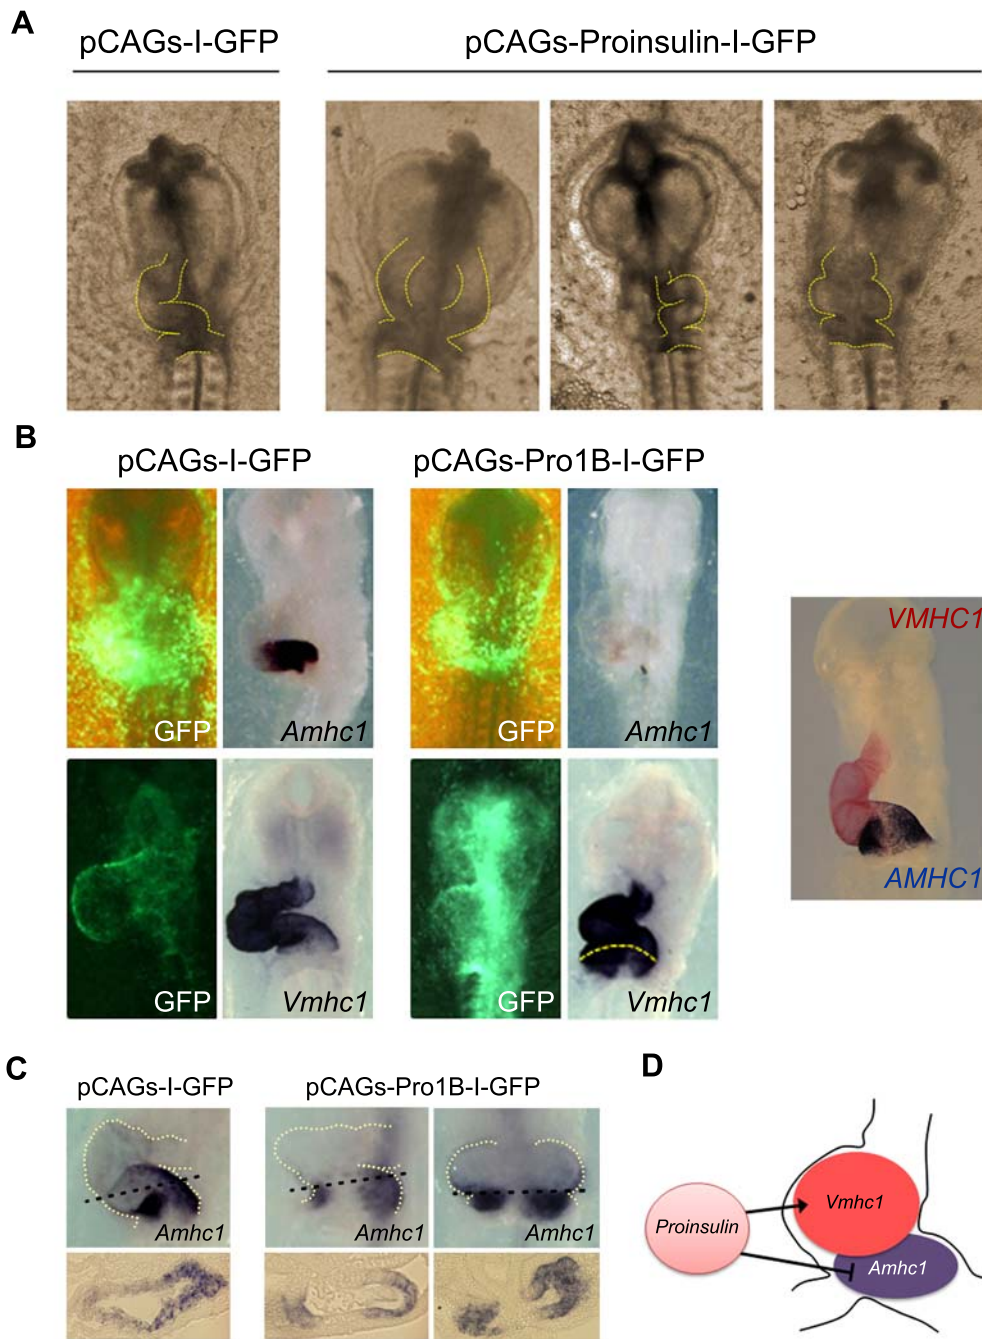 A
pCAGs-I-GFP
pCAGs-Proinsulin-I-GFP
B
pCAGs-I-GFP
pCAGs-Pro1B-I-GFP
GFP
Amhc1
GFP
Amhc1
GFP
Vmhc1
GFP
Vmhc1
VMHC1
AMHC1
C
pCAGs-I-GFP
pCAGs-Pro1B-I-GFP
Amhc1
Amhc1
Amhc1
D
Proinsulin
Vmhc1
Amhc1